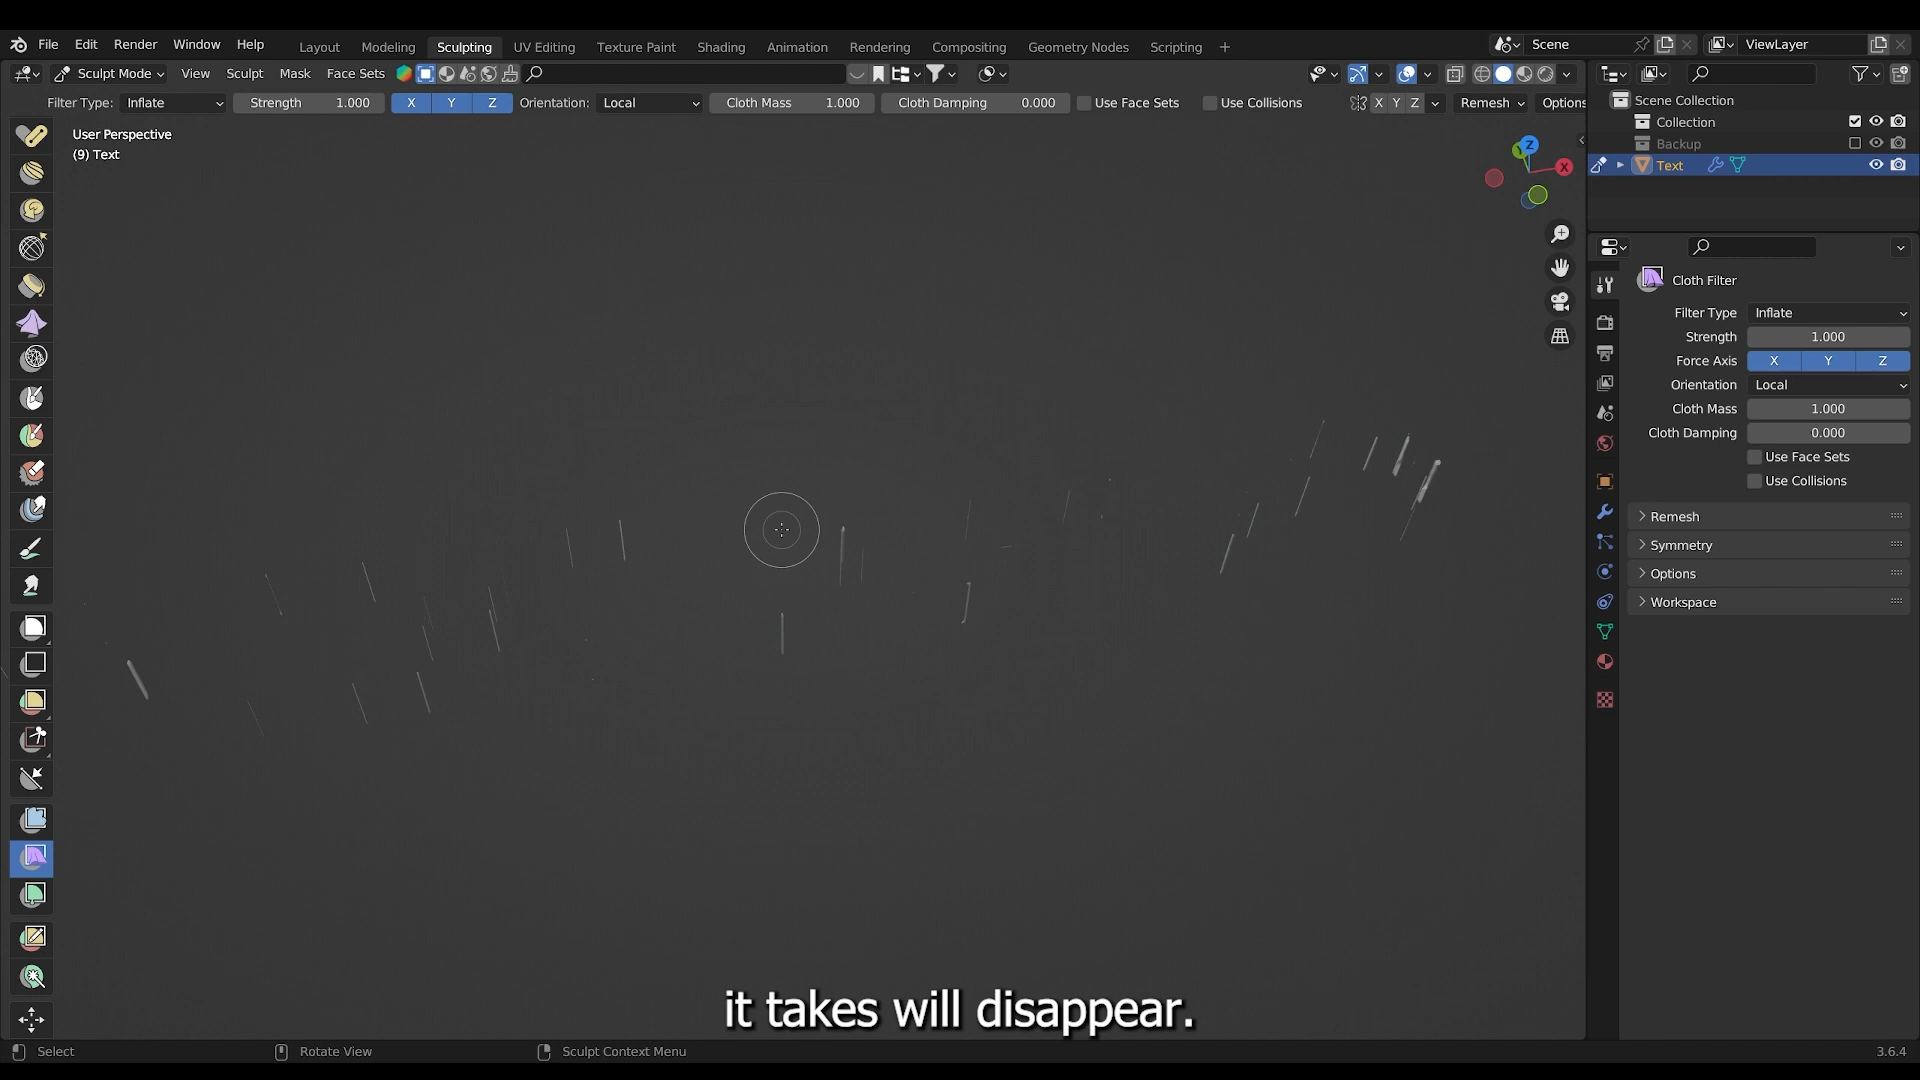 File Edit Render Window Help Layout Modeling Sculpting UV Editing Texture Paint Shading Animation Rendering Compositing Geometry Nodes Scripting + Scene ViewLayer
Sculpt Mode View Sculpt Mask Face Sets
Filter Type: Inflate Strength 1.000 X Y Z Orientation: Local Cloth Mass 1.000 Cloth Damping 0.000 Use Face Sets Use Collisions X Y Z Remesh Options
User Perspective
(9) Text
Z
Y
X
Scene Collection
Collection
Backup
Text
Cloth Filter
Filter Type Inflate
Strength 1.000
Force Axis X Y Z
Orientation Local
Cloth Mass 1.000
Cloth Damping 0.000
Use Face Sets
Use Collisions
Remesh
Symmetry
Options
Workspace
it takes will disappear.
Select Rotate View Sculpt Context Menu 3.6.4